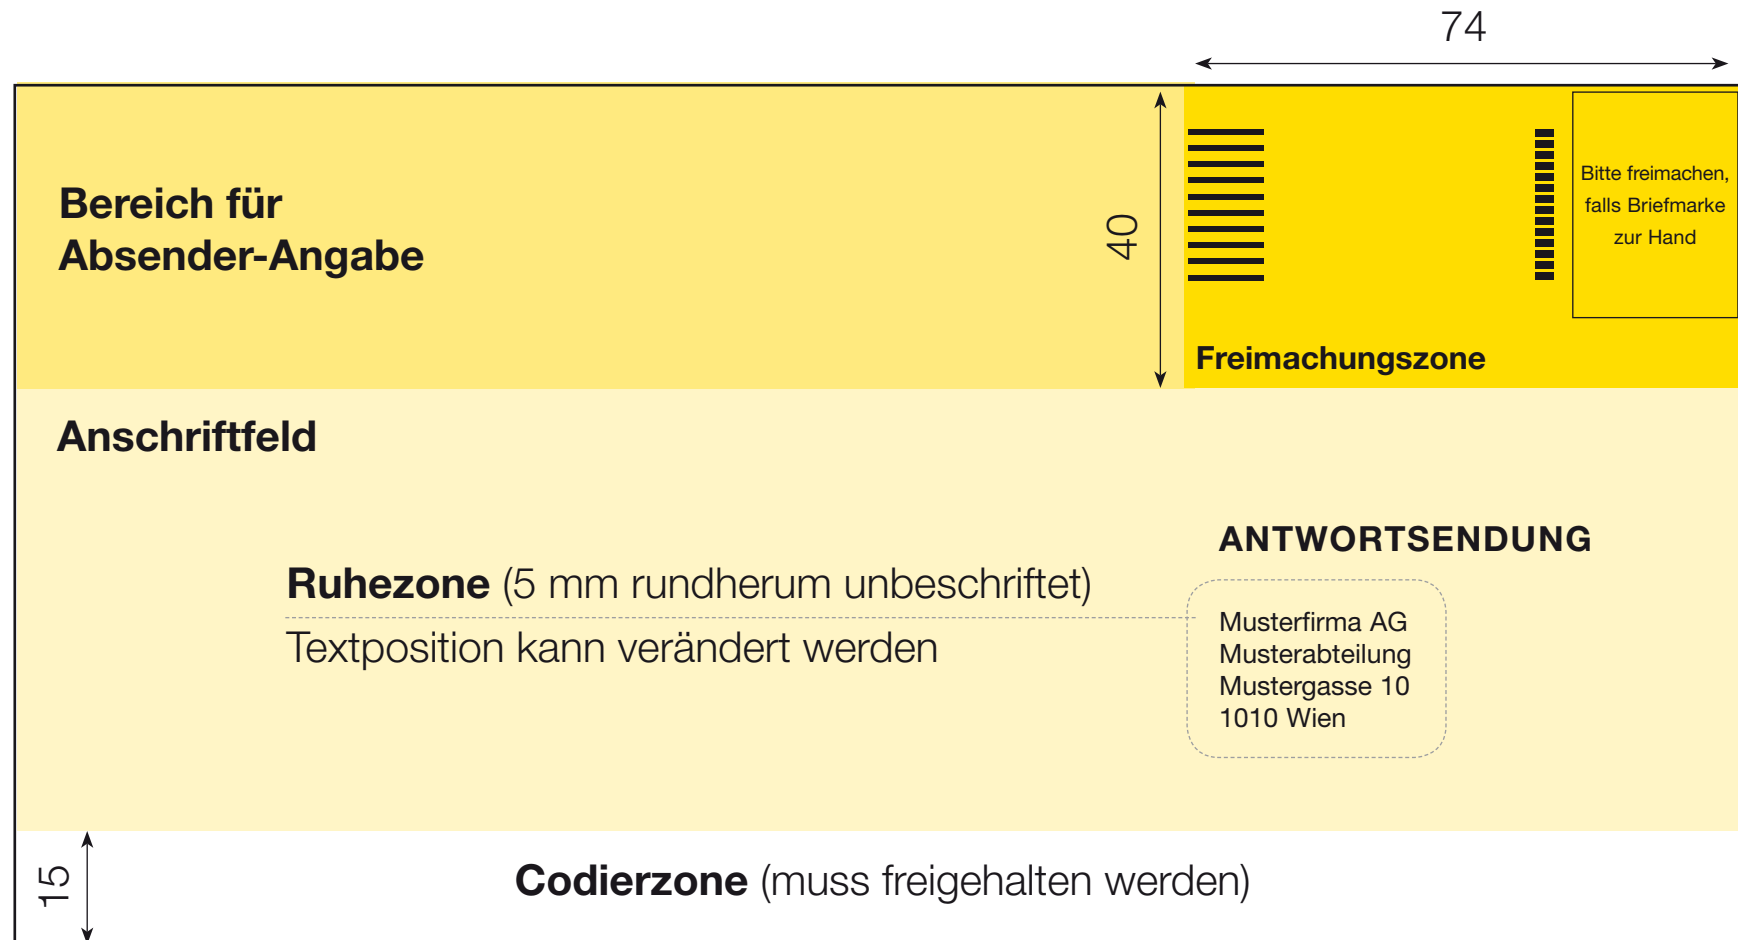 74
Bereich für
Absender-Angabe
40
Bitte freimachen,
falls Briefmarke
zur Hand
Freimachungszone
Anschriftfeld
ANTWORTSENDUNG
Ruhezone (5 mm rundherum unbeschriftet)
Textposition kann verändert werden
Musterfirma AG
Musterabteilung
Mustergasse 10
1010 Wien
15
Codierzone (muss freigehalten werden)